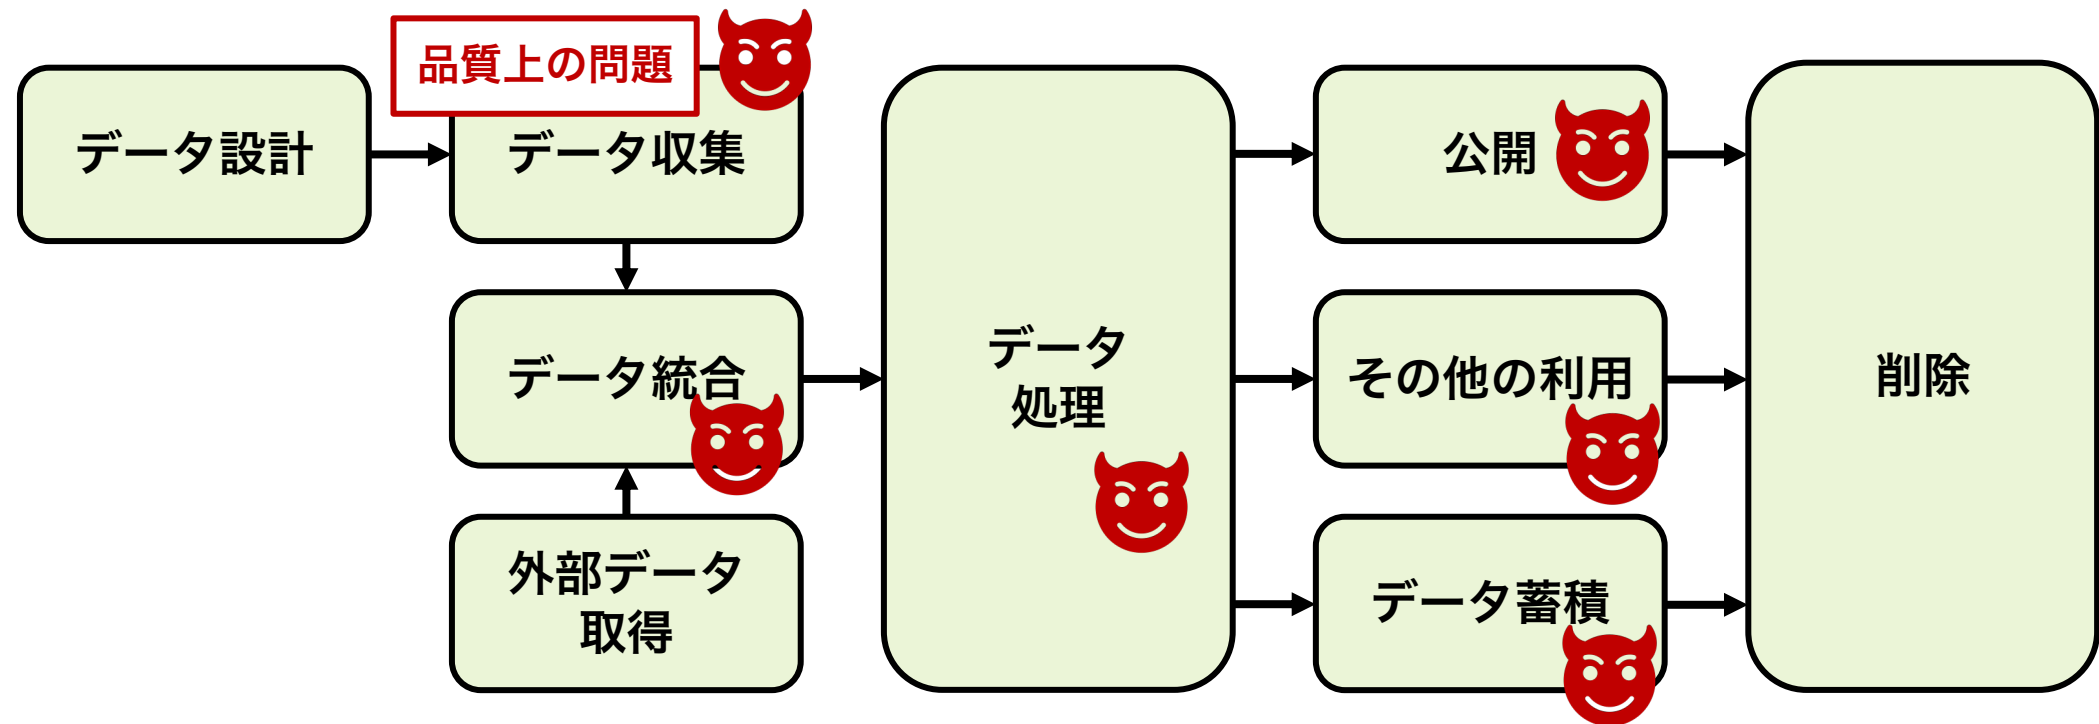 品質上の問題
データ設計
データ収集
データ統合
外部データ
取得
データ
処理
公開
その他の利用
データ蓄積
削除